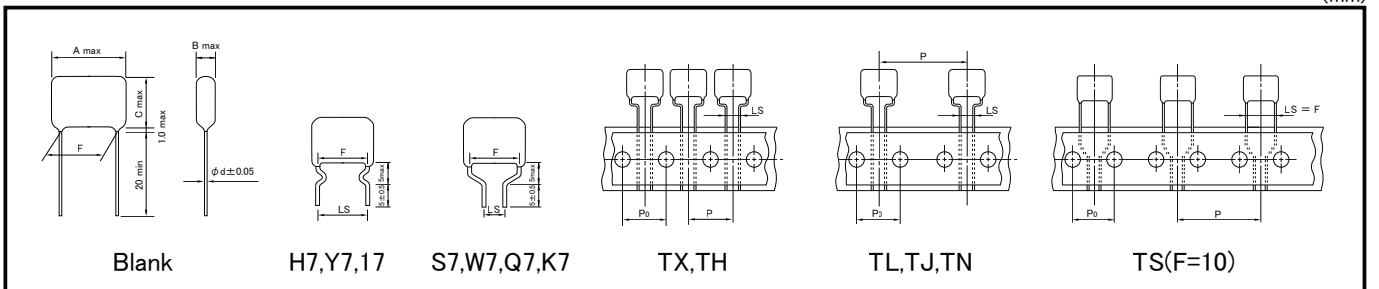 (mm)
A max
B max
C max
1.0 max
F
20 min
φd±0.05
Blank
F
5max
5±0.5
LS
H7,Y7,17
F
5max
5±0.5
LS
S7,W7,Q7,K7
LS
P0
P
TX,TH
P
LS
P0
TL,TJ,TN
LS = F
P0
P
TS(F=10)